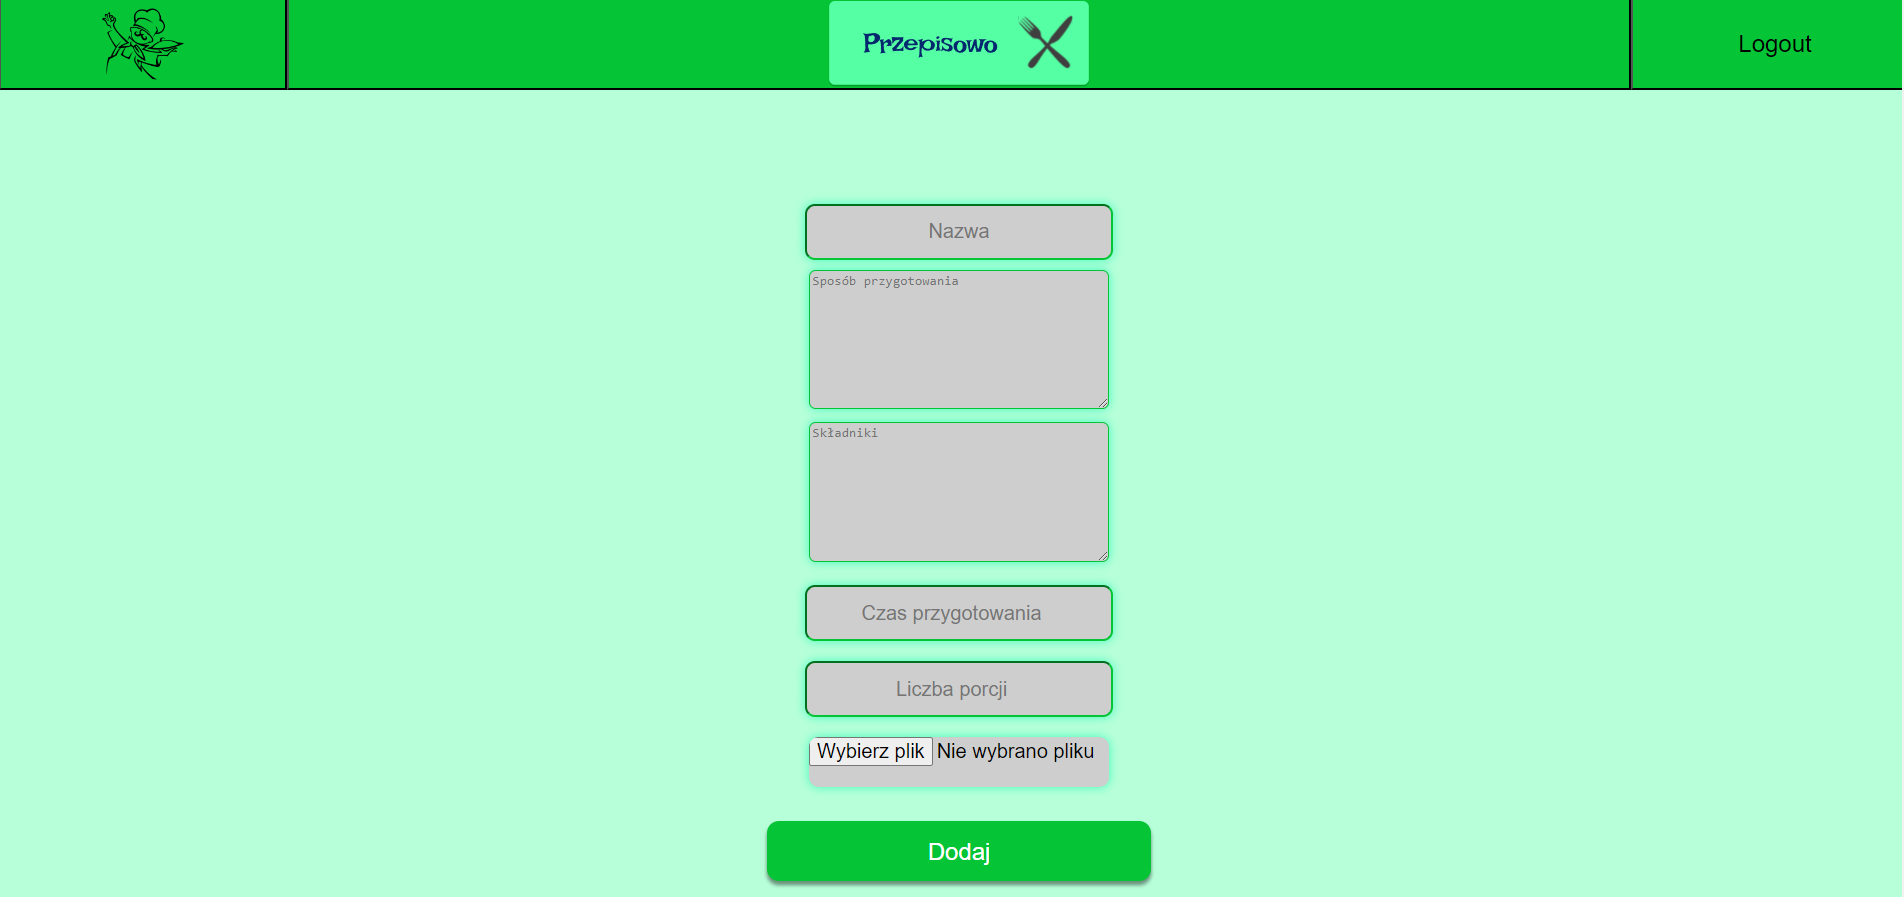 Przepisowo
Logout
Nazwa
Sposób przygotowania
Składniki
Czas przygotowania
Liczba porcji
Wybierz plik Nie wybrano pliku
Dodaj